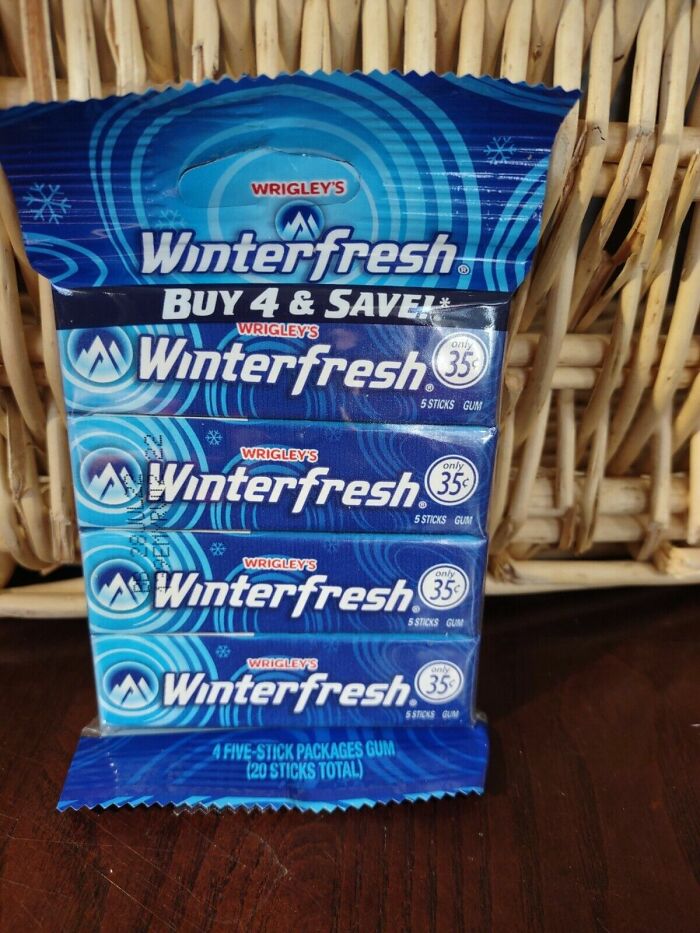 WRIGLEY'S
Winterfresh®
BUY 4 & SAVE!*
WRIGLEY'S
Winterfresh®
only
35¢
5 STICKS GUM
WRIGLEY'S
Winterfresh®
only
35¢
5 STICKS GUM
WRIGLEY'S
Winterfresh®
only
35¢
5 STICKS GUM
WRIGLEY'S
Winterfresh®
only
35¢
5 STICKS GUM
4 FIVE-STICK PACKAGES GUM
(20 STICKS TOTAL)